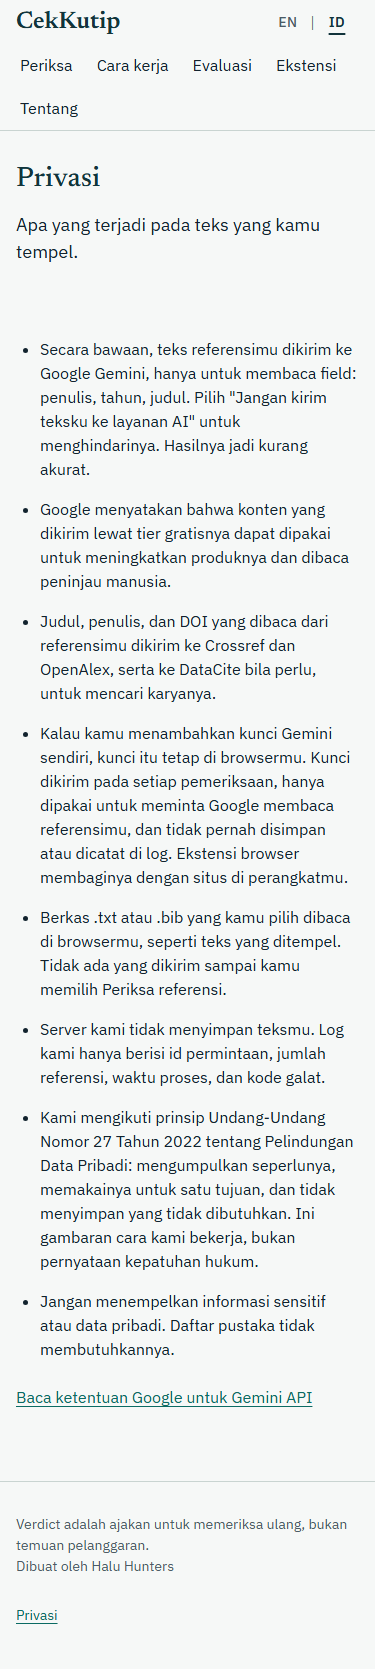 CekKutip
EN | ID
Periksa Cara kerja Evaluasi Ekstensi
Tentang
Privasi
Apa yang terjadi pada teks yang kamu
tempel.
• Secara bawaan, teks referensimu dikirim ke
Google Gemini, hanya untuk membaca field:
penulis, tahun, judul. Pilih "Jangan kirim
teksku ke layanan AI" untuk
menghindarinya. Hasilnya jadi kurang
akurat.
• Google menyatakan bahwa konten yang
dikirim lewat tier gratisnya dapat dipakai
untuk meningkatkan produknya dan dibaca
peninjau manusia.
• Judul, penulis, dan DOI yang dibaca dari
referensimu dikirim ke Crossref dan
OpenAlex, serta ke DataCite bila perlu,
untuk mencari karyanya.
• Kalau kamu menambahkan kunci Gemini
sendiri, kunci itu tetap di browsermu. Kunci
dikirim pada setiap pemeriksaan, hanya
dipakai untuk meminta Google membaca
referensimu, dan tidak pernah disimpan
atau dicatat di log. Ekstensi browser
membaginya dengan situs di perangkatmu.
• Berkas .txt atau .bib yang kamu pilih dibaca
di browsermu, seperti teks yang ditempel.
Tidak ada yang dikirim sampai kamu
memilih Periksa referensi.
• Server kami tidak menyimpan teksmu. Log
kami hanya berisi id permintaan, jumlah
referensi, waktu proses, dan kode galat.
• Kami mengikuti prinsip Undang-Undang
Nomor 27 Tahun 2022 tentang Pelindungan
Data Pribadi: mengumpulkan seperlunya,
memakainya untuk satu tujuan, dan tidak
menyimpan yang tidak dibutuhkan. Ini
gambaran cara kami bekerja, bukan
pernyataan kepatuhan hukum.
• Jangan menempelkan informasi sensitif
atau data pribadi. Daftar pustaka tidak
membutuhkannya.
Baca ketentuan Google untuk Gemini API
Verdict adalah ajakan untuk memeriksa ulang, bukan
temuan pelanggaran.
Dibuat oleh Halu Hunters
Privasi